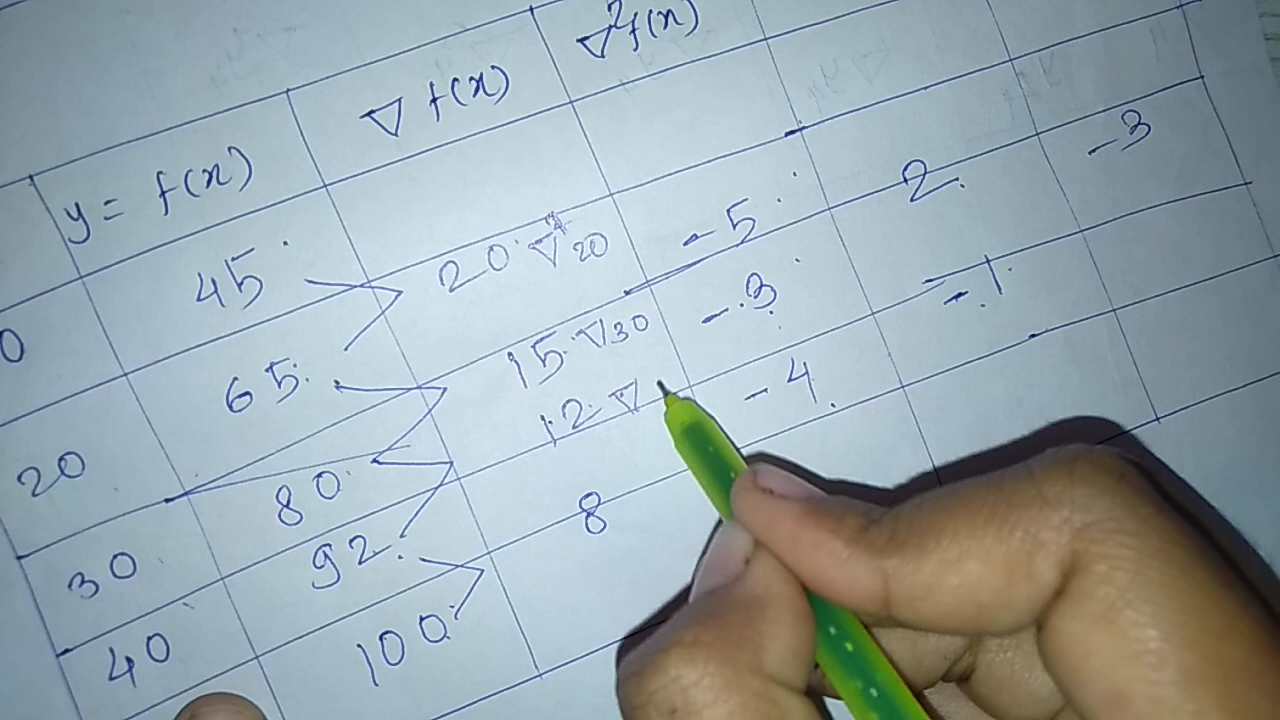 y = f(x) ∇ f(x) ∇²f(x)
0 45 20 ∇20 -5 2 -3
20 65 15 ∇30 -3 -1
30 80 12 ∇ -4
40 92 8
100